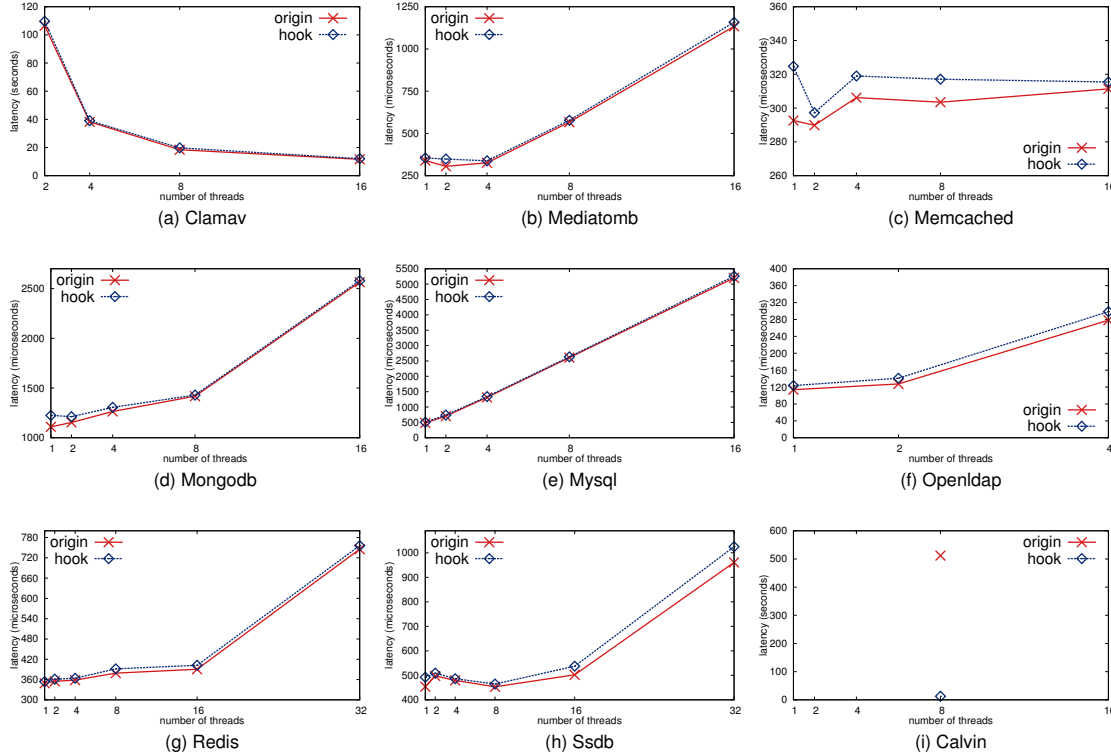 120
100
80
60
40
20
0
2 4 8 16
latency (seconds)
number of threads
origin
hook
(a) Clamav
1250
1000
750
500
250
1 2 4 8 16
latency (microseconds)
number of threads
origin
hook
(b) Mediatomb
360
340
320
300
280
260
1 2 4 8 16
latency (microseconds)
number of threads
origin
hook
(c) Memcached
2500
2000
1500
1000
1 2 4 8 16
latency (microseconds)
number of threads
origin
hook
(d) Mongodb
5500
5000
4500
4000
3500
3000
2500
2000
1500
1000
500
0
1 2 4 8 16
latency (microseconds)
number of threads
origin
hook
(e) Mysql
400
360
320
280
240
200
160
120
80
40
0
1 2 4
latency (microseconds)
number of threads
origin
hook
(f) Openldap
780
720
660
600
540
480
420
360
300
1 2 4 8 16 32
latency (microseconds)
number of threads
origin
hook
(g) Redis
1000
900
800
700
600
500
400
1 2 4 8 16 32
latency (microseconds)
number of threads
origin
hook
(h) Ssdb
600
500
400
300
200
100
0
1 2 4 8 16
latency (seconds)
number of threads
origin
hook
(i) Calvin